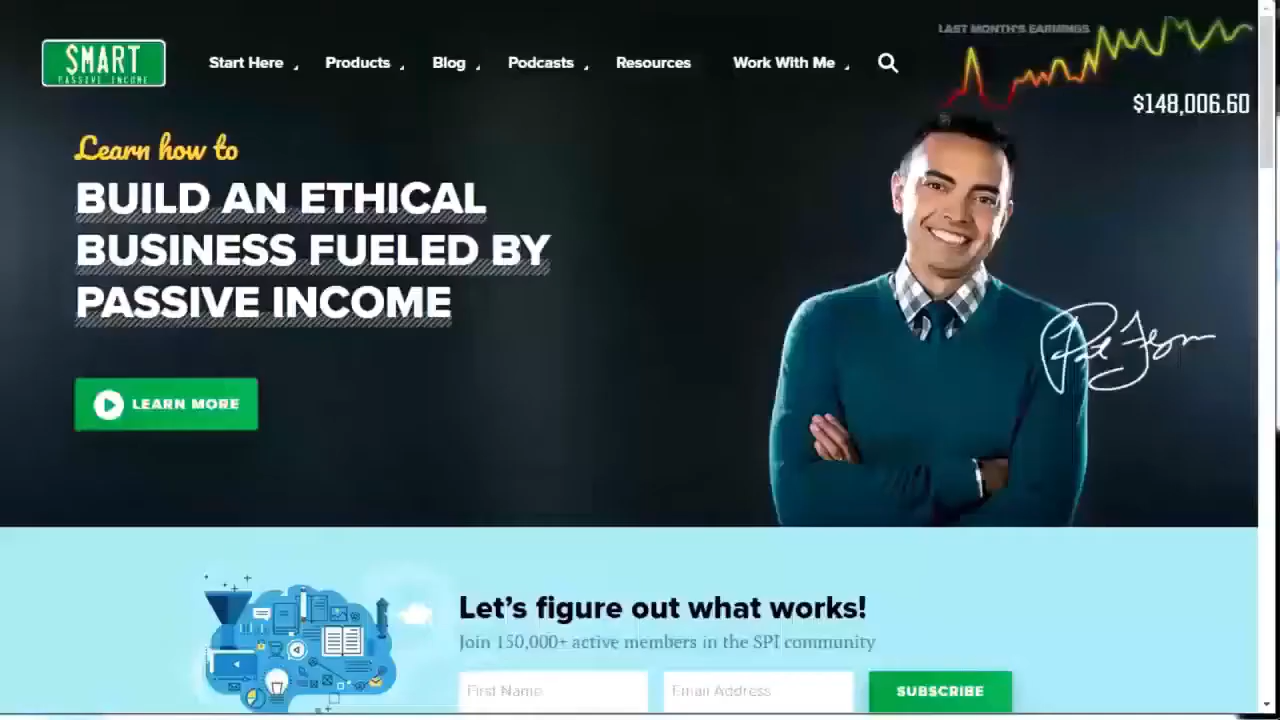 SMART
PASSIVE INCOME
Start Here
Products
Blog
Podcasts
Resources
Work With Me
LAST MONTH'S EARNINGS
$148,006.60
Learn how to
BUILD AN ETHICAL
BUSINESS FUELED BY
PASSIVE INCOME
LEARN MORE
Pat Flynn
Let's figure out what works!
Join 150,000+ active members in the SPI community
First Name
Email Address
SUBSCRIBE